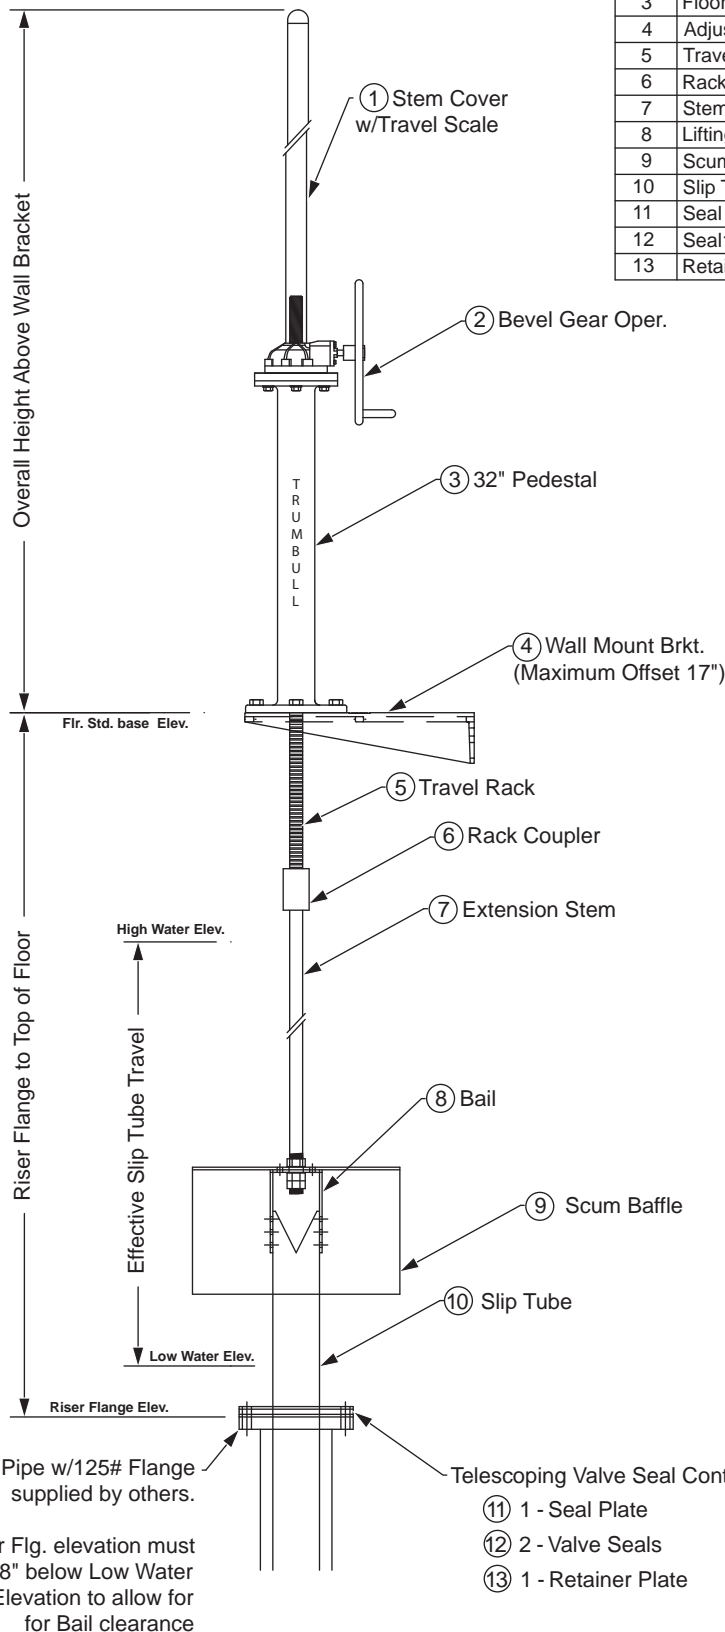 3 Floor
4 Adjus
5 Trave
6 Rack
7 Stem
8 Lifting
9 Scum
10 Slip T
11 Seal
12 Seal
13 Retai
1 Stem Cover
w/Travel Scale
2 Bevel Gear Oper.
3 32" Pedestal
TRUMBULL
4 Wall Mount Brkt.
(Maximum Offset 17")
Overall Height Above Wall Bracket
Flr. Std. base Elev.
5 Travel Rack
6 Rack Coupler
7 Extension Stem
High Water Elev.
Riser Flange to Top of Floor
Effective Slip Tube Travel
8 Bail
9 Scum Baffle
10 Slip Tube
Low Water Elev.
Riser Flange Elev.
Pipe w/125# Flange
supplied by others.
Telescoping Valve Seal Cont
11 1 - Seal Plate
12 2 - Valve Seals
13 1 - Retainer Plate
r Flg. elevation must
8" below Low Water
Elevation to allow for
for Bail clearance